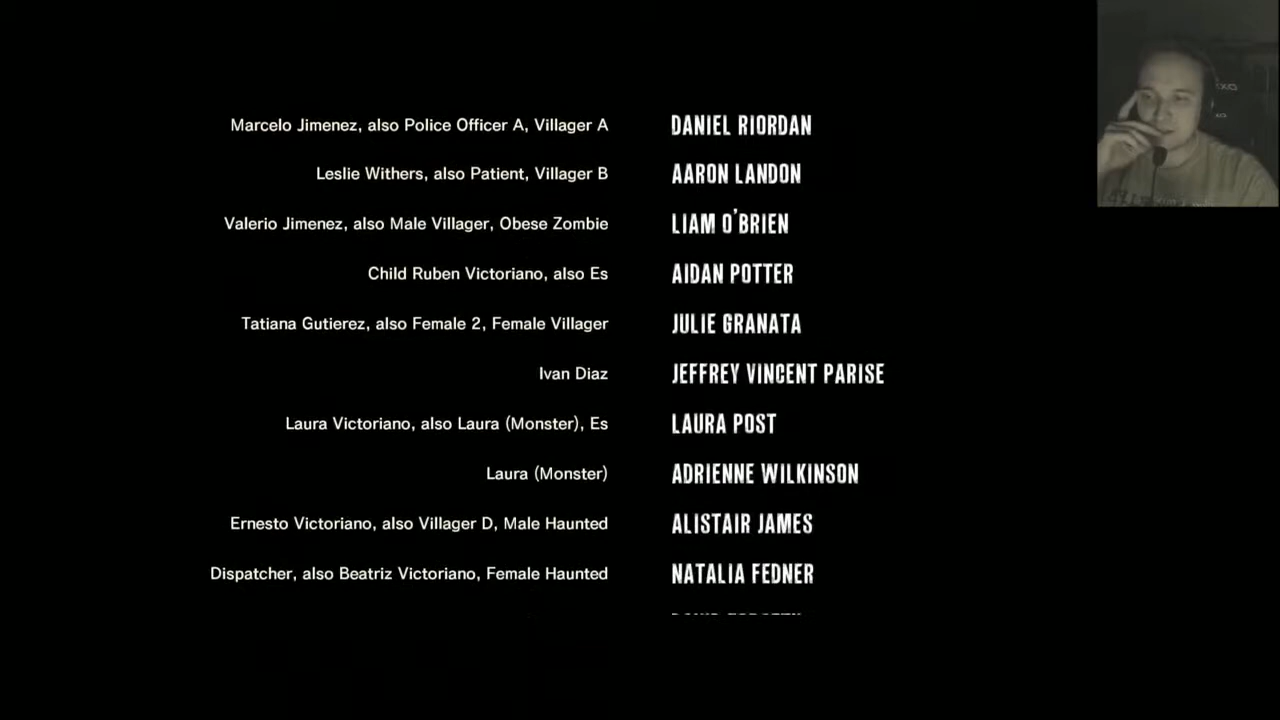 Marcelo Jimenez, also Police Officer A, Villager A DANIEL RIORDAN
Leslie Withers, also Patient, Villager B AARON LANDON
Valerio Jimenez, also Male Villager, Obese Zombie LIAM O'BRIEN
Child Ruben Victoriano, also Es AIDAN POTTER
Tatiana Gutierez, also Female 2, Female Villager JULIE GRANATA
Ivan Diaz JEFFREY VINCENT PARISE
Laura Victoriano, also Laura (Monster), Es LAURA POST
Laura (Monster) ADRIENNE WILKINSON
Ernesto Victoriano, also Villager D, Male Haunted ALISTAIR JAMES
Dispatcher, also Beatriz Victoriano, Female Haunted NATALIA FEDNER